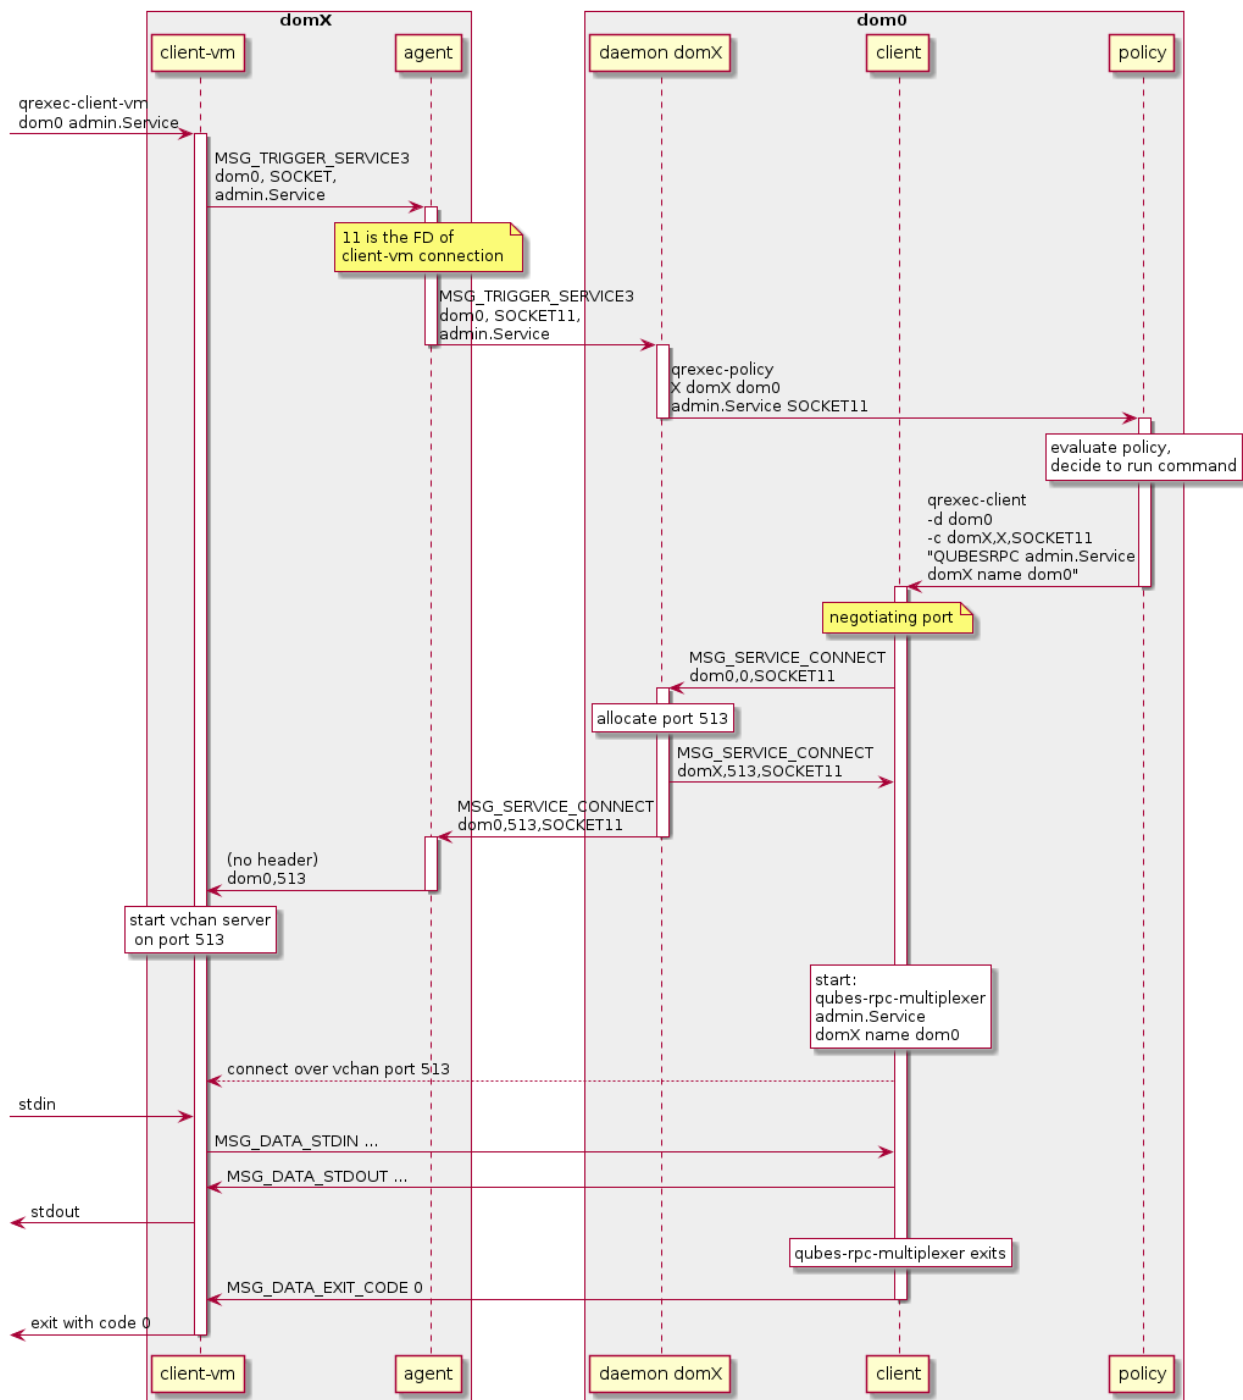 domX
dom0
client-vm
agent
daemon domX
client
policy
qrexec-client-vm
dom0 admin.Service
MSG_TRIGGER_SERVICE3
dom0, SOCKET,
admin.Service
11 is the FD of
client-vm connection
MSG_TRIGGER_SERVICE3
dom0, SOCKET11,
admin.Service
qrexec-policy
X domX dom0
admin.Service SOCKET11
evaluate policy,
decide to run command
qrexec-client
-d dom0
-c domX,X,SOCKET11
"QUBESRPC admin.Service
domX name dom0"
negotiating port
MSG_SERVICE_CONNECT
dom0,0,SOCKET11
allocate port 513
MSG_SERVICE_CONNECT
domX,513,SOCKET11
MSG_SERVICE_CONNECT
dom0,513,SOCKET11
(no header)
dom0,513
start vchan server
on port 513
start:
qubes-rpc-multiplexer
admin.Service
domX name dom0
connect over vchan port 513
stdin
MSG_DATA_STDIN ...
MSG_DATA_STDOUT ...
stdout
qubes-rpc-multiplexer exits
MSG_DATA_EXIT_CODE 0
exit with code 0
client-vm
agent
daemon domX
client
policy